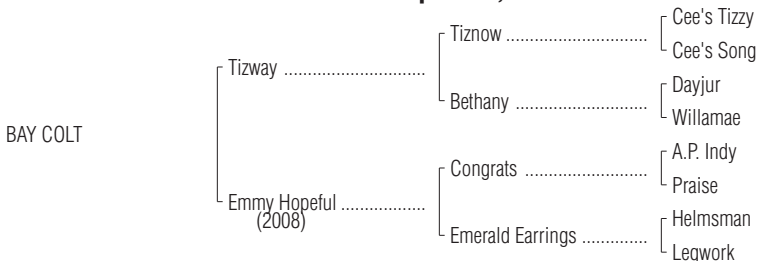 Cee's Tizzy
Tiznow ........................................
Cee's Song
Tizway ..............................
Dayjur
Bethany ............................
Willamae
BAY COLT
A.P. Indy
Congrats ..........................
Praise
Emmy Hopeful ..................
(2008)
Helmsman
Emerald Earrings ..............
Legwork